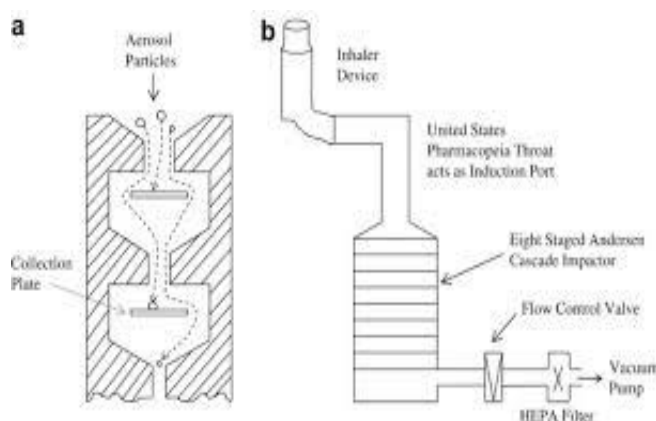 a
Aerosol
Particles
Collection
Plate
b
Inhaler
Device
United States
Pharmacopeia Throat
acts as Induction Port
Eight Staged Andersen
Cascade Impactor
Flow Control Valve
Vacuum
Pump
HEPA Filter